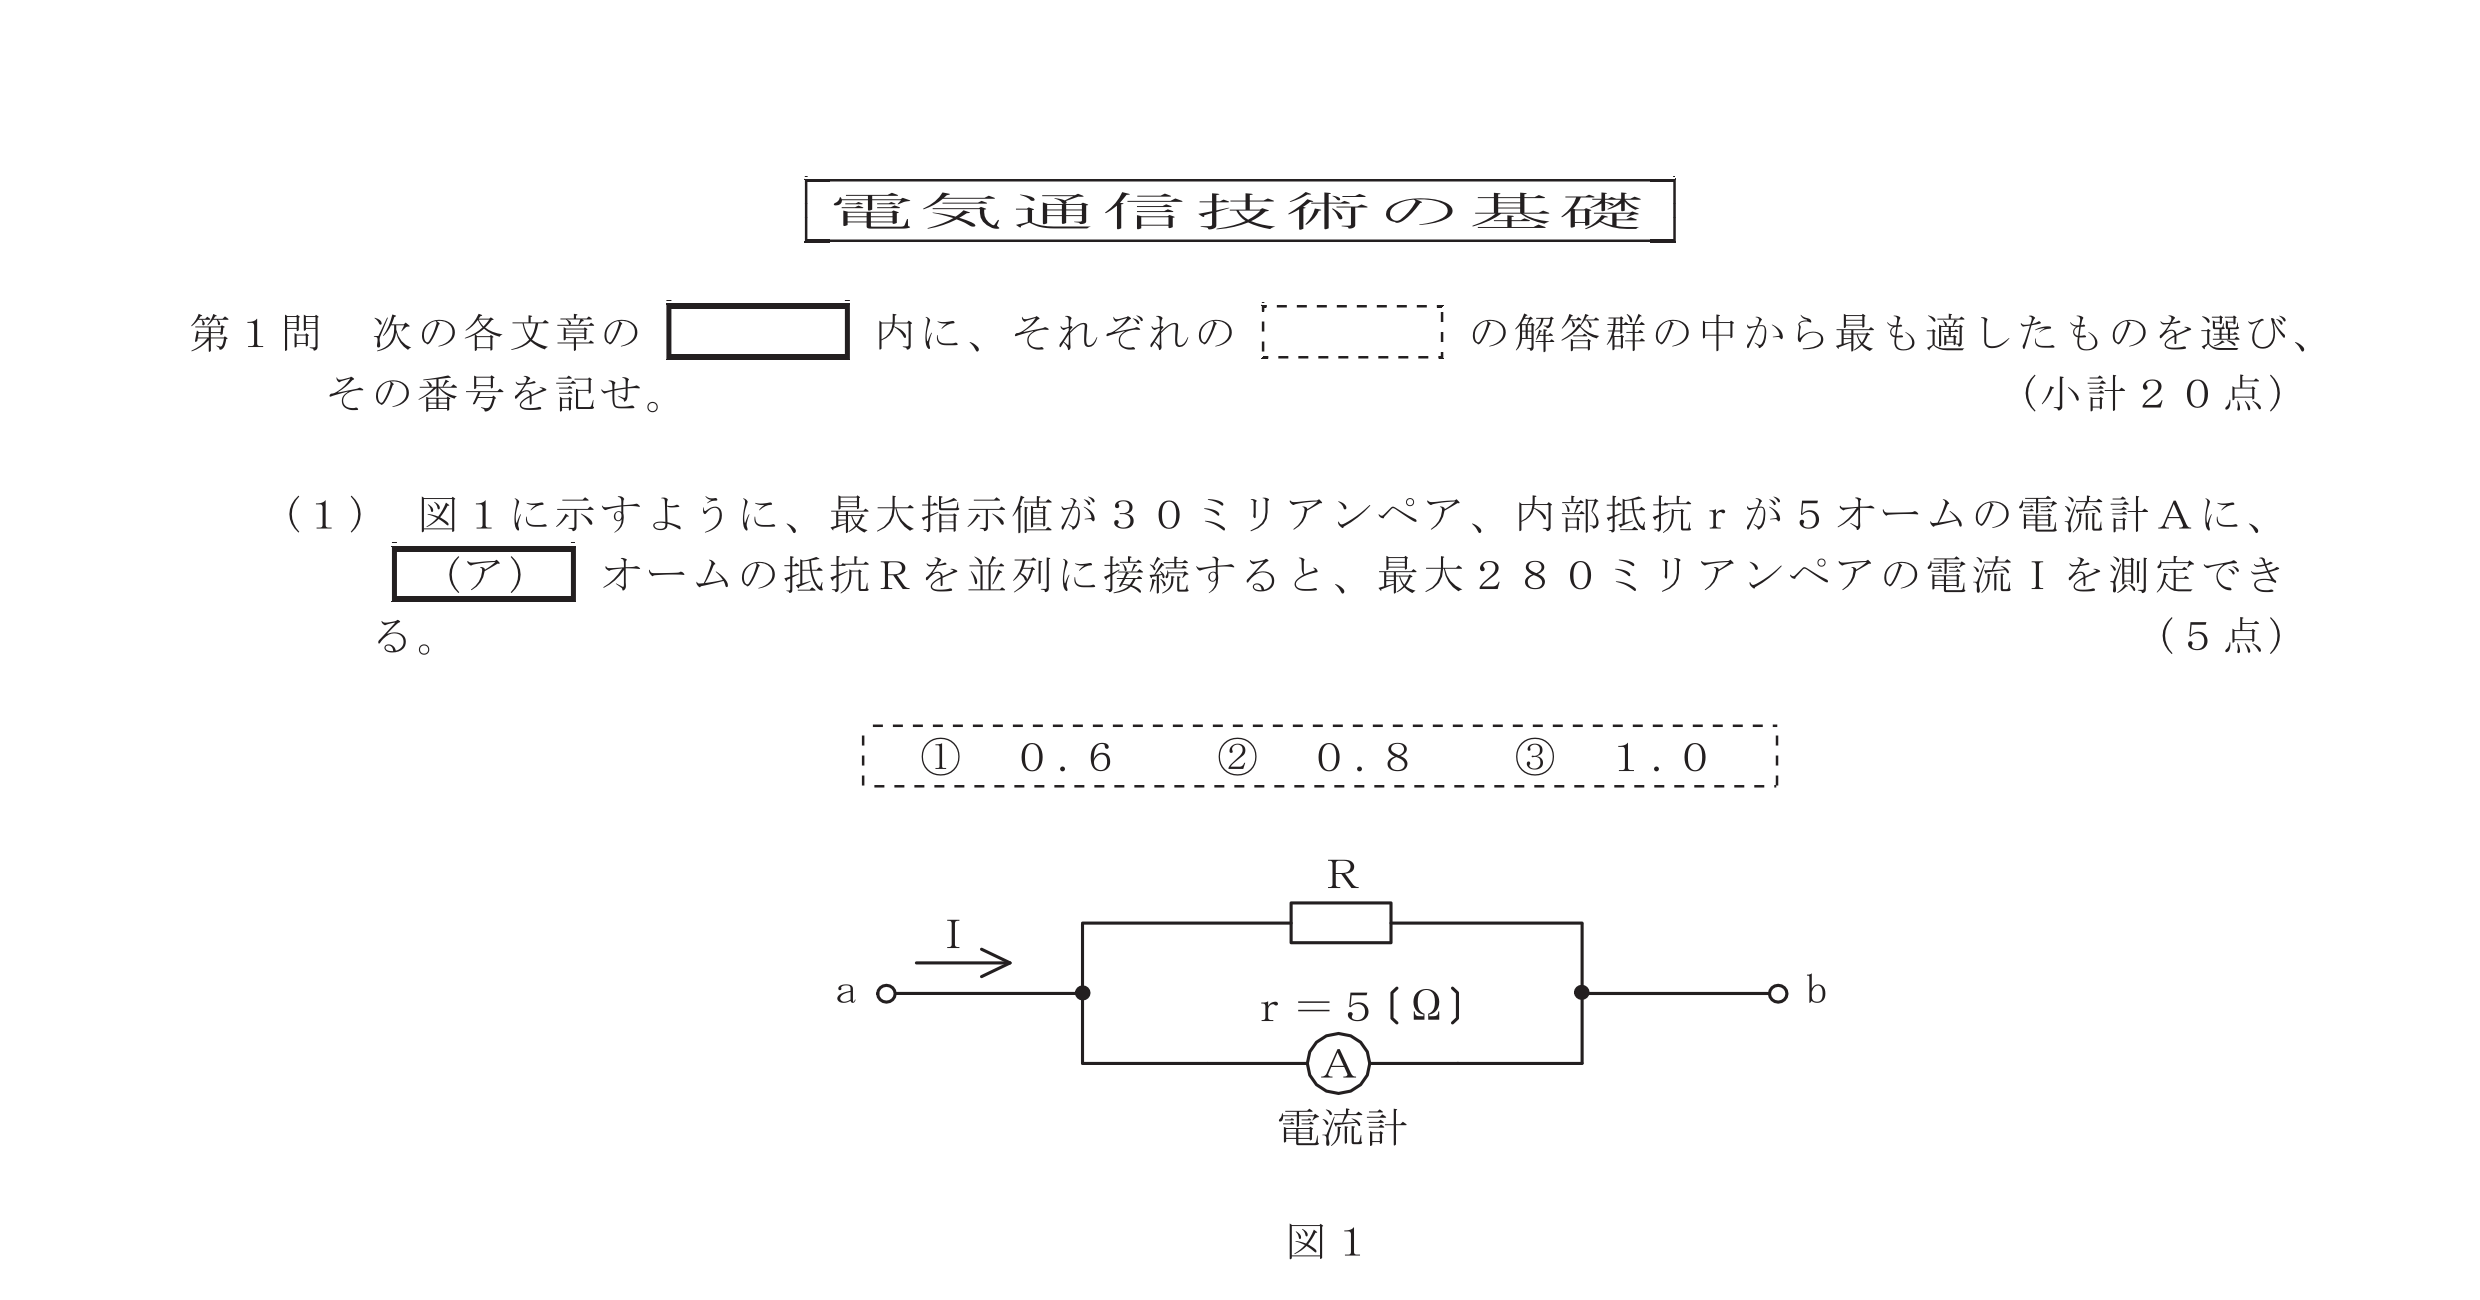 電気通信技術の基礎
第１問　次の各文章の 内に、それぞれの の解答群の中から最も適したものを選び、
その番号を記せ。 （小計２０点）
（１）　図１に示すように、最大指示値が３０ミリアンペア、内部抵抗ｒが５オームの電流計Ａに、
（ア） オームの抵抗Ｒを並列に接続すると、最大２８０ミリアンペアの電流Ｉを測定でき
る。 （５点）
①　０.６　②　０.８　③　１.０
Ｒ
Ｉ
ａ ｂ
ｒ＝５〔Ω〕
Ａ
電流計
図１